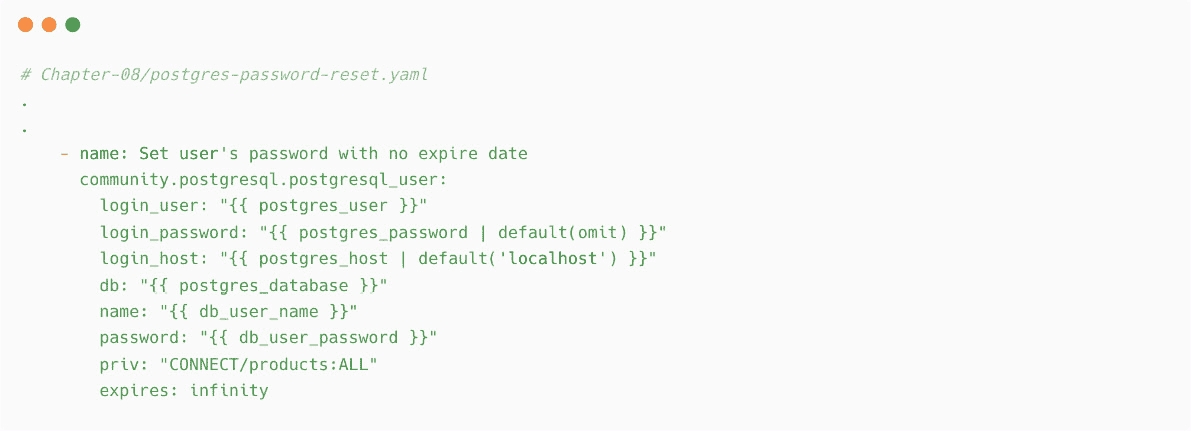 # Chapter-08/postgres-password-reset.yaml
.
.
    - name: Set user's password with no expire date
      community.postgresql.postgresql_user:
        login_user: "{{ postgres_user }}"
        login_password: "{{ postgres_password | default(omit) }}"
        login_host: "{{ postgres_host | default('localhost') }}"
        db: "{{ postgres_database }}"
        name: "{{ db_user_name }}"
        password: "{{ db_user_password }}"
        priv: "CONNECT/products:ALL"
        expires: infinity